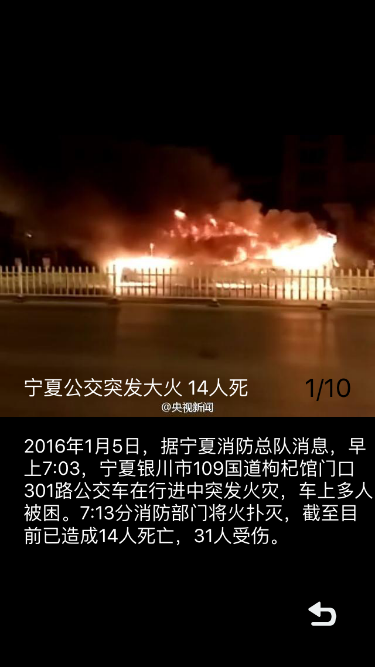 宁夏公交突发大火 14人死
1/10
@央视新闻
2016年1月5日，据宁夏消防总队消息，早
上7:03，宁夏银川市109国道枸杞馆门口
301路公交车在行进中突发火灾，车上多人
被困。7:13分消防部门将火扑灭，截至目
前已造成14人死亡，31人受伤。